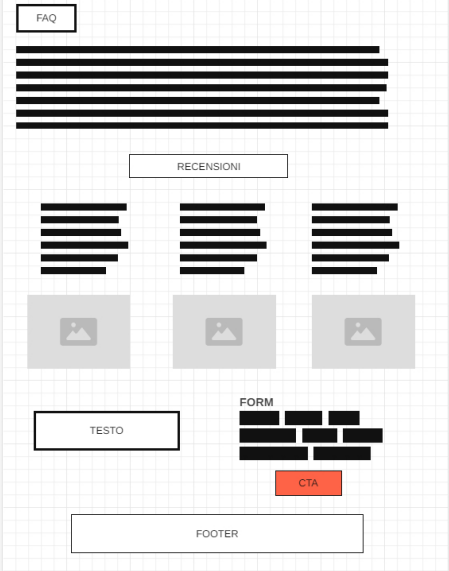 FAQ
RECENSIONI
TESTO
FORM
CTA
FOOTER